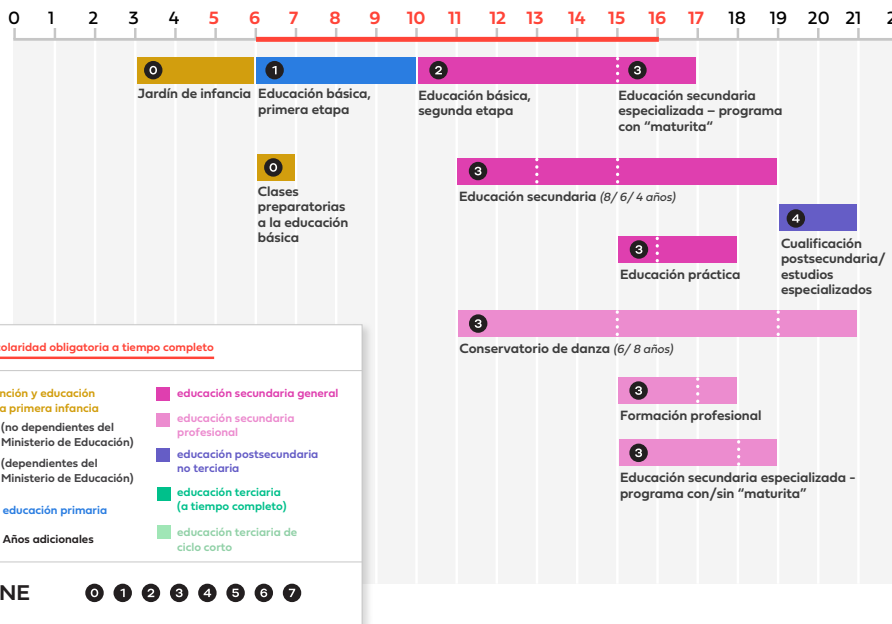 0 1 2 3 4 5 6 7 8 9 10 11 12 13 14 15 16 17 18 19 20 21
0
Jardín de infancia
1
Educación básica,
primera etapa
2
Educación básica,
segunda etapa
3
Educación secundaria
especializada – programa
con “maturita“
0
Clases
preparatorias
a la educación
básica
3
Educación secundaria (8/ 6/ 4 años)
4
Cualificación
postsecundaria/
estudios
especializados
3
Educación práctica
3
Conservatorio de danza (6/ 8 años)
3
Formación profesional
3
Educación secundaria especializada -
programa con/sin “maturita”
olaridad obligatoria a tiempo completo
nción y educación
a primera infancia
(no dependientes del
Ministerio de Educación)
(dependientes del
Ministerio de Educación)
educación primaria
Años adicionales
educación secundaria general
educación secundaria
profesional
educación postsecundaria
no terciaria
educación terciaria
(a tiempo completo)
educación terciaria de
ciclo corto
NE 0 1 2 3 4 5 6 7